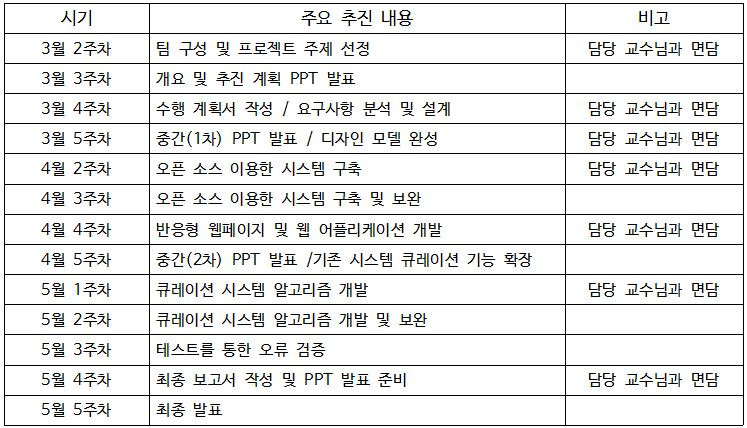 시기 주요 추진 내용 비고
3월 2주차 팀 구성 및 프로젝트 주제 선정 담당 교수님과 면담
3월 3주차 개요 및 추진 계획 PPT 발표
3월 4주차 수행 계획서 작성 / 요구사항 분석 및 설계 담당 교수님과 면담
3월 5주차 중간(1차) PPT 발표 / 디자인 모델 완성 담당 교수님과 면담
4월 2주차 오픈 소스 이용한 시스템 구축 담당 교수님과 면담
4월 3주차 오픈 소스 이용한 시스템 구축 및 보완
4월 4주차 반응형 웹페이지 및 웹 어플리케이션 개발 담당 교수님과 면담
4월 5주차 중간(2차) PPT 발표 /기존 시스템 큐레이션 기능 확장
5월 1주차 큐레이션 시스템 알고리즘 개발 담당 교수님과 면담
5월 2주차 큐레이션 시스템 알고리즘 개발 및 보완
5월 3주차 테스트를 통한 오류 검증
5월 4주차 최종 보고서 작성 및 PPT 발표 준비 담당 교수님과 면담
5월 5주차 최종 발표